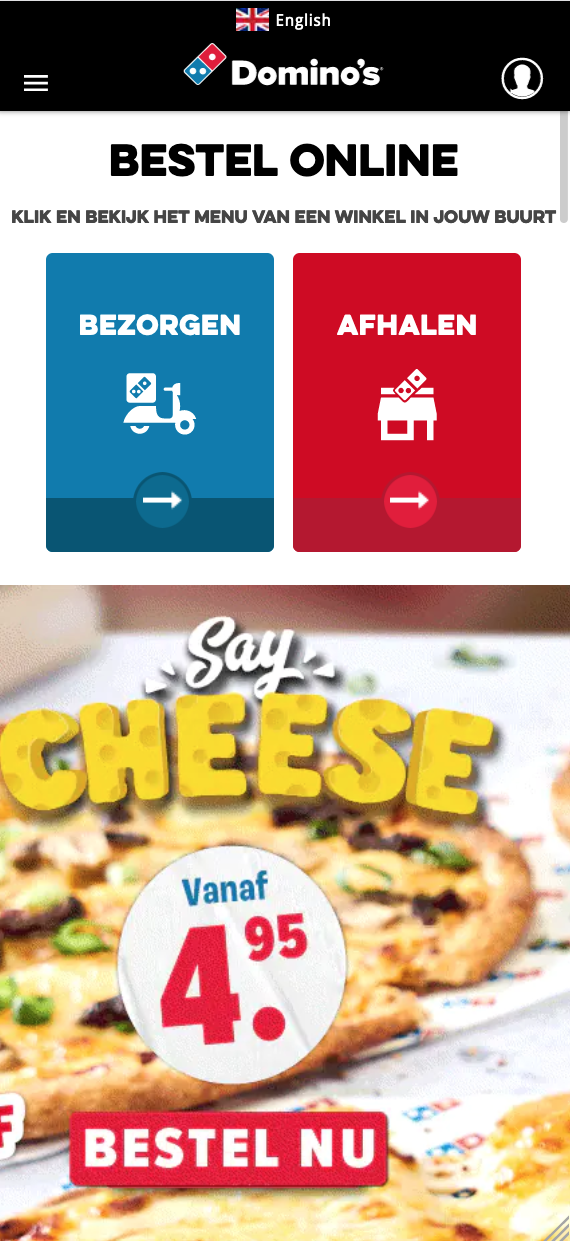 English
Domino's
BESTEL ONLINE
KLIK EN BEKIJK HET MENU VAN EEN WINKEL IN JOUW BUURT
BEZORGEN
AFHALEN
Say
CHEESE
Vanaf
4.95
BESTEL NU